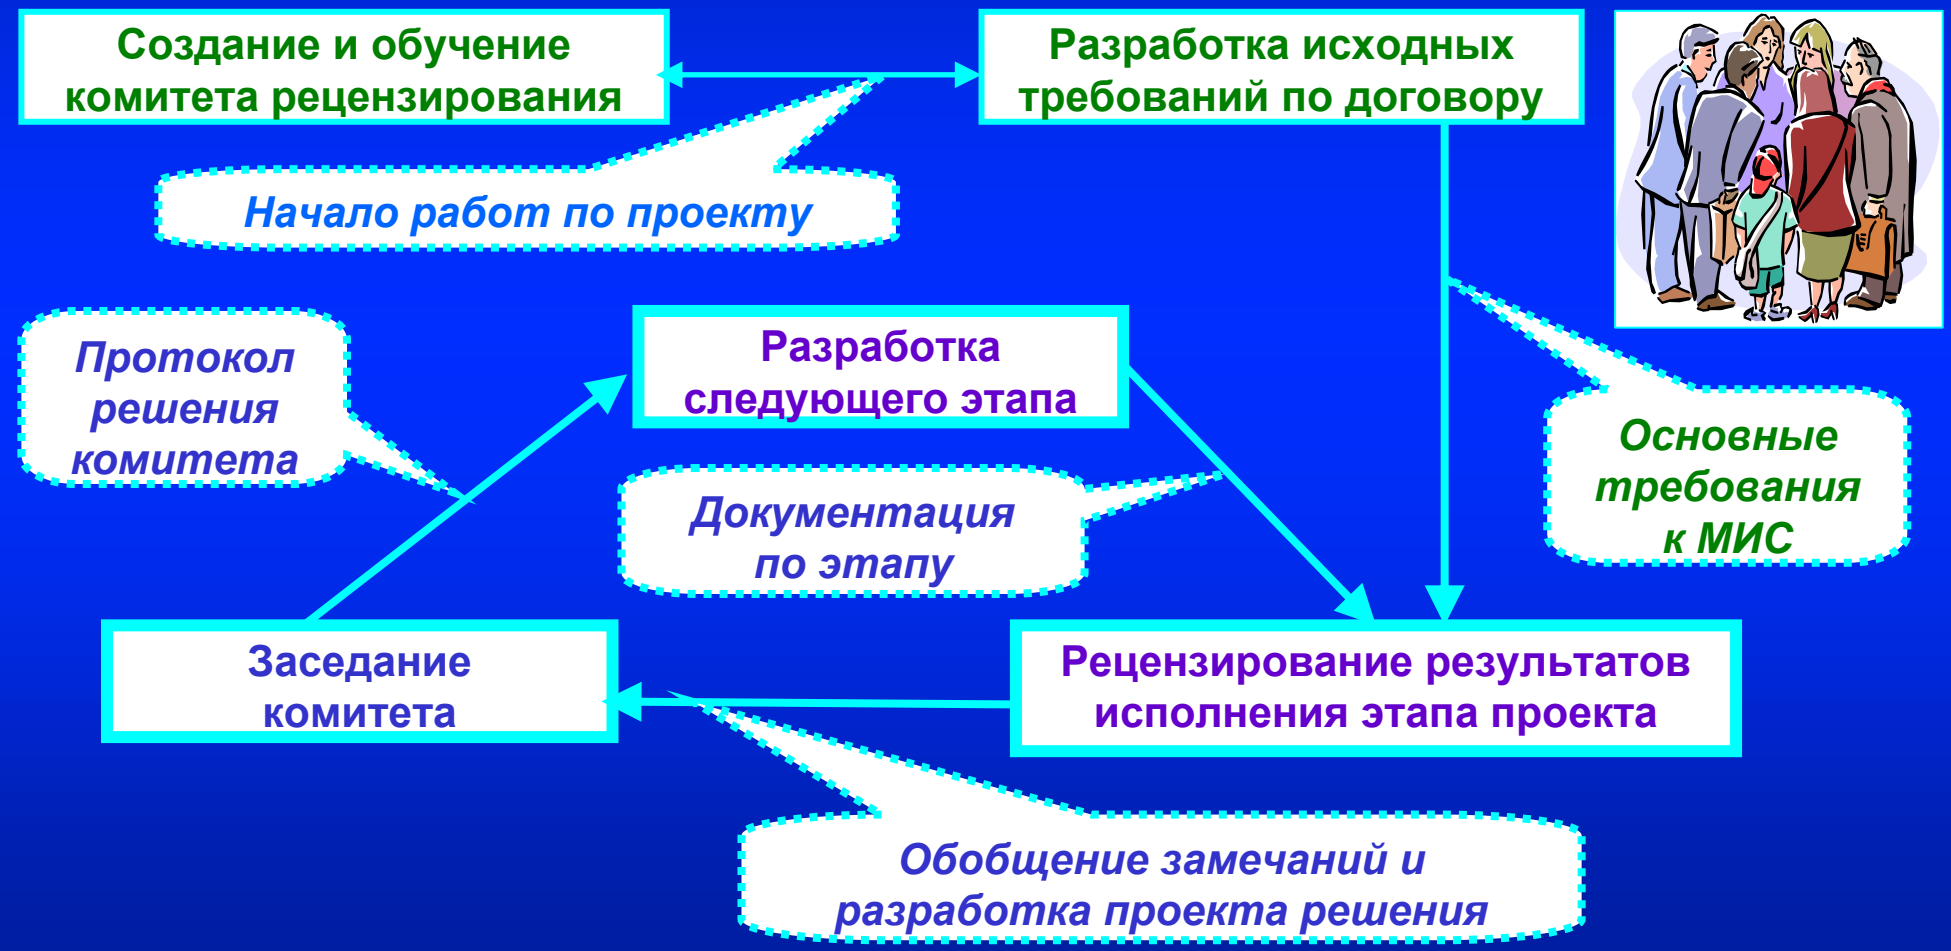 Создание и обучение
комитета рецензирования
Разработка исходных
требований по договору
Начало работ по проекту
Протокол
решения
комитета
Разработка
следующего этапа
Основные
требования
к МИС
Документация
по этапу
Заседание
комитета
Рецензирование результатов
исполнения этапа проекта
Обобщение замечаний и
разработка проекта решения